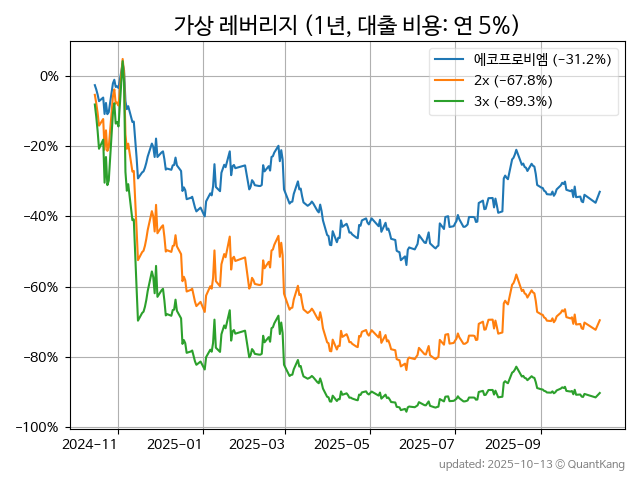 가상 레버리지 (1년, 대출 비용: 연 5%)
에코프로비엠 (−31.2%)
2x (−67.8%)
3x (−89.3%)
0%
−20%
−40%
−60%
−80%
−100%
2024-11 2025-01 2025-03 2025-05 2025-07 2025-09
updated: 2025-10-13 © QuantKang